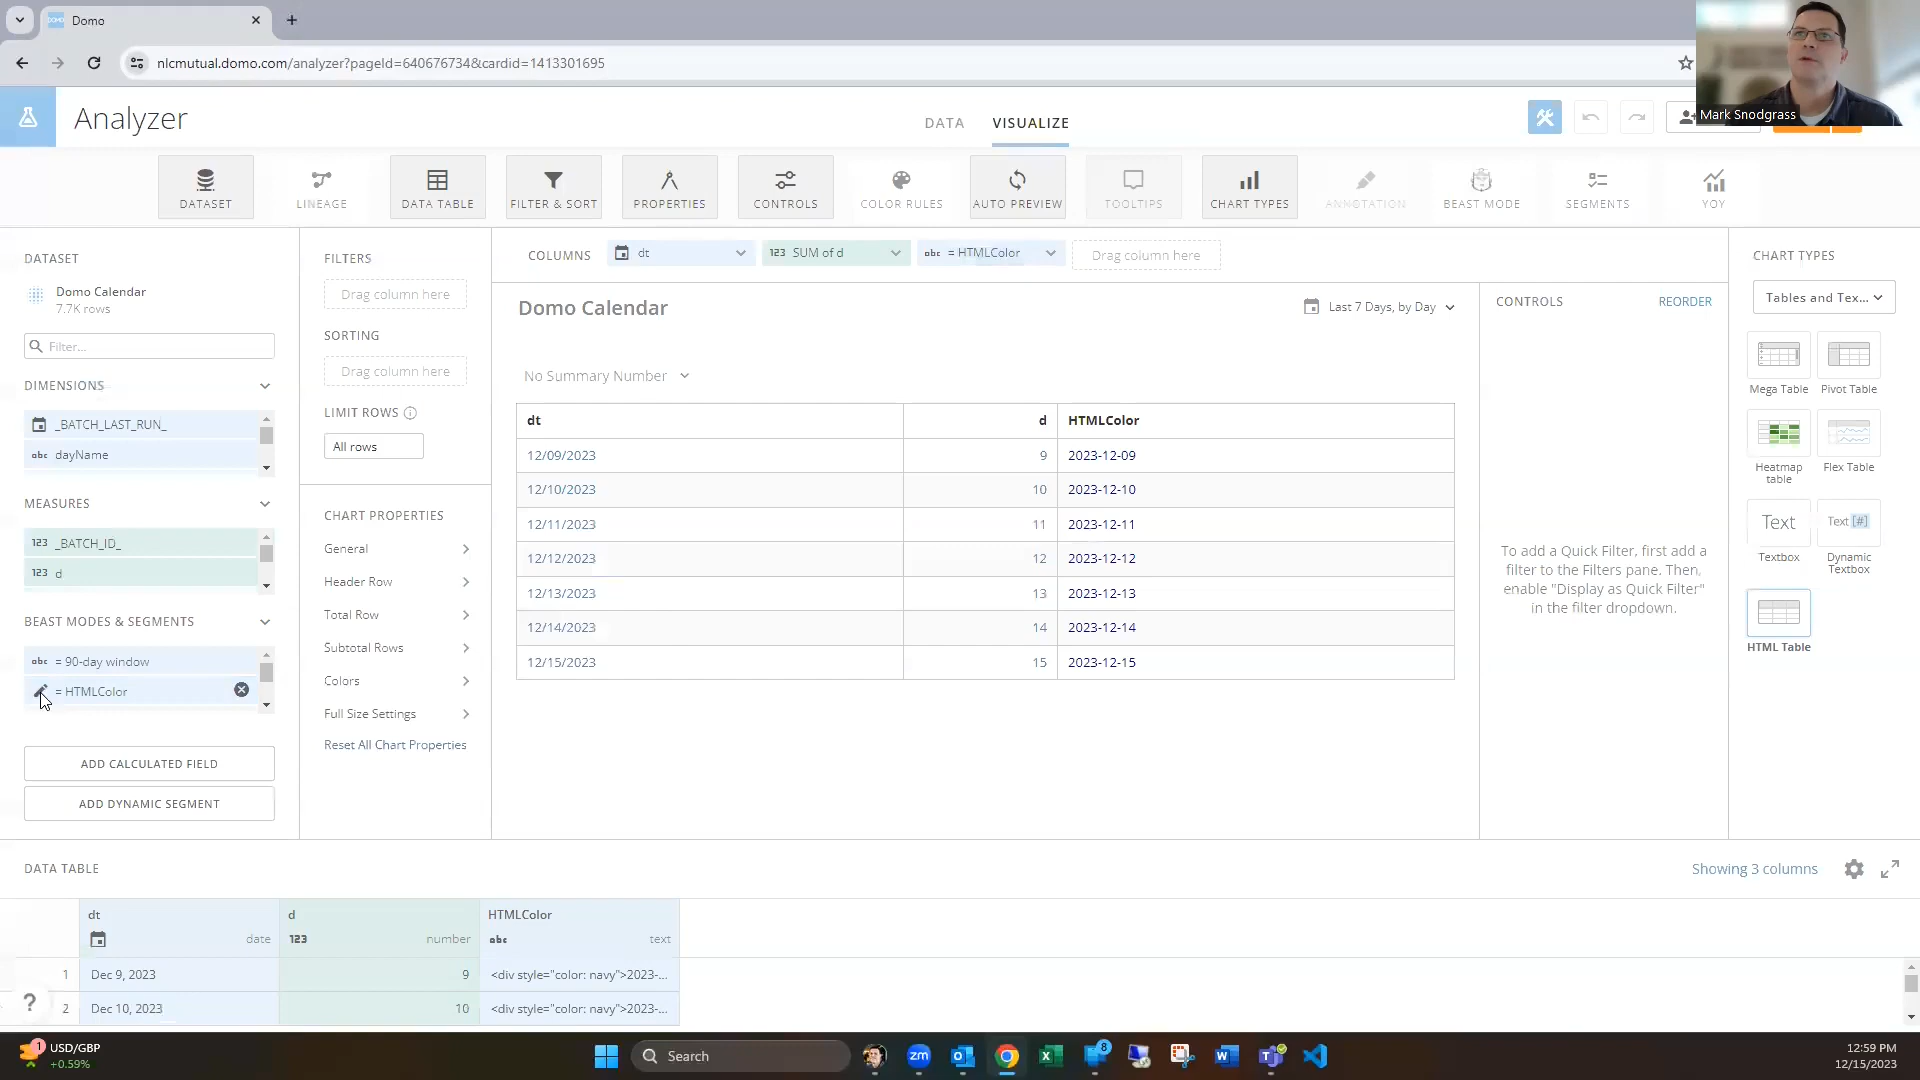 Domo
nlcmutual.domo.com/analyzer?pageId=640676734&cardid=1413301695
Mark Snodgrass
Analyzer
DATA
VISUALIZE
DATASET
LINEAGE
DATA TABLE
FILTER & SORT
PROPERTIES
CONTROLS
COLOR RULES
AUTO PREVIEW
TOOLTIPS
CHART TYPES
ANNOTATION
BEAST MODE
SEGMENTS
YOY
DATASET
Domo Calendar
7.7K rows
Filter...
DIMENSIONS
_BATCH_LAST_RUN_
abc dayName
MEASURES
123 _BATCH_ID_
123 d
BEAST MODES & SEGMENTS
abc = 90-day window
= HTMLColor
ADD CALCULATED FIELD
ADD DYNAMIC SEGMENT
FILTERS
Drag column here
SORTING
Drag column here
LIMIT ROWS
All rows
CHART PROPERTIES
General
Header Row
Total Row
Subtotal Rows
Colors
Full Size Settings
Reset All Chart Properties
COLUMNS
dt
123 SUM of d
abc = HTMLColor
Drag column here
Domo Calendar
Last 7 Days, by Day
No Summary Number
dt d HTMLColor
12/09/2023 9 2023-12-09
12/10/2023 10 2023-12-10
12/11/2023 11 2023-12-11
12/12/2023 12 2023-12-12
12/13/2023 13 2023-12-13
12/14/2023 14 2023-12-14
12/15/2023 15 2023-12-15
CONTROLS
REORDER
To add a Quick Filter, first add a
filter to the Filters pane. Then,
enable "Display as Quick Filter"
in the filter dropdown.
CHART TYPES
Tables and Tex...
Mega Table
Pivot Table
Heatmap
table
Flex Table
Text
Textbox
Text [#]
Dynamic
Textbox
HTML Table
DATA TABLE
Showing 3 columns
dt d HTMLColor
date 123 number abc text
1 Dec 9, 2023 9 <div style="color: navy">2023-...
2 Dec 10, 2023 10 <div style="color: navy">2023-...
?
1
USD/GBP
+0.59%
Search
zm
8
12:59 PM
12/15/2023